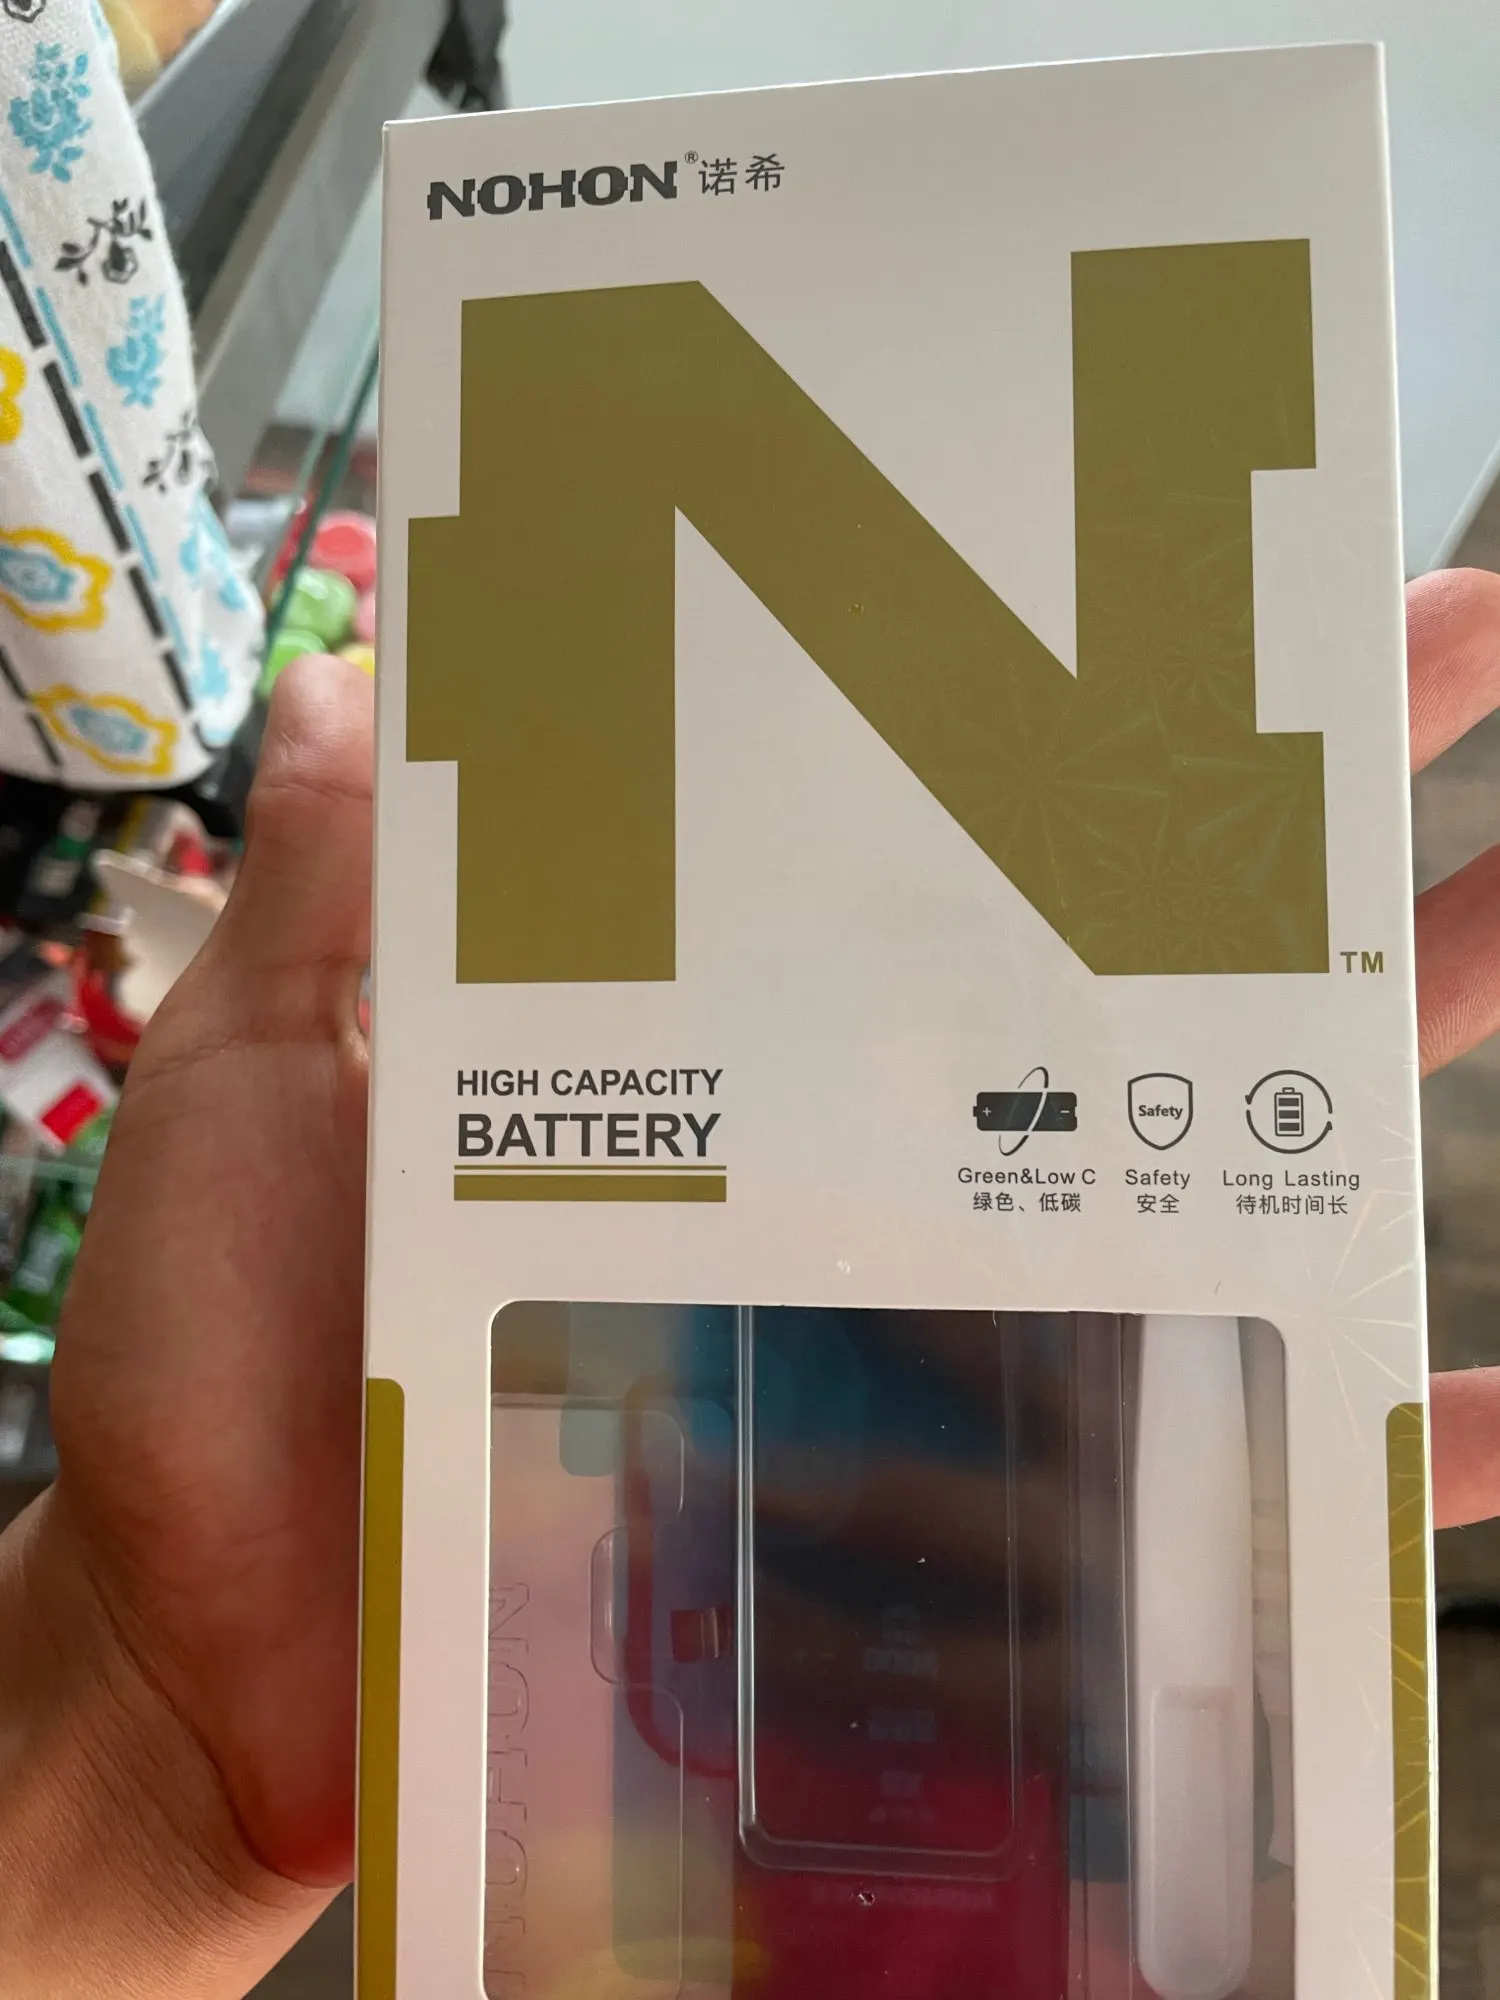 NOHON®诺希
TM
HIGH CAPACITY
BATTERY
Safety
Green&Low C
绿色、低碳
Safety
安全
Long Lasting
待机时间长
NOHON